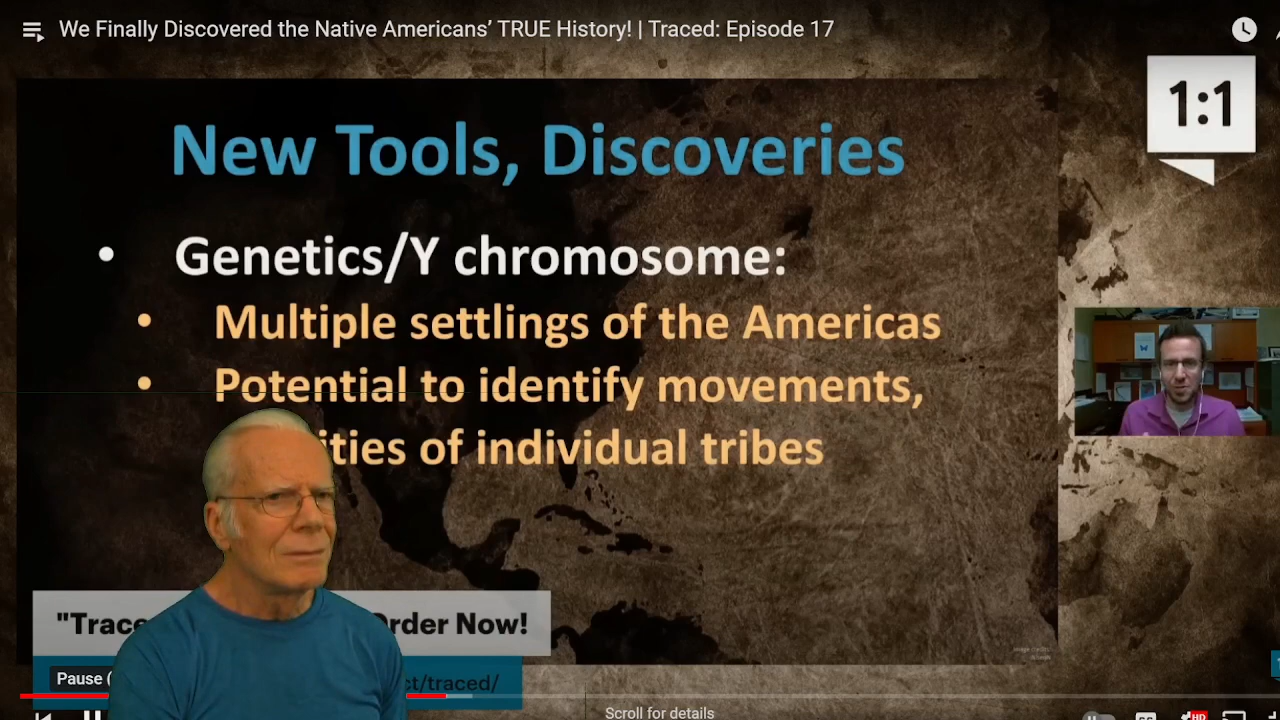 We Finally Discovered the Native Americans' TRUE History! | Traced: Episode 17
1:1
New Tools, Discoveries
• Genetics/Y chromosome:
• Multiple settlings of the Americas
• Potential to identify movements,
ities of individual tribes
"Trace
Order Now!
Pause (
ct/traced/
Scroll for details
HD